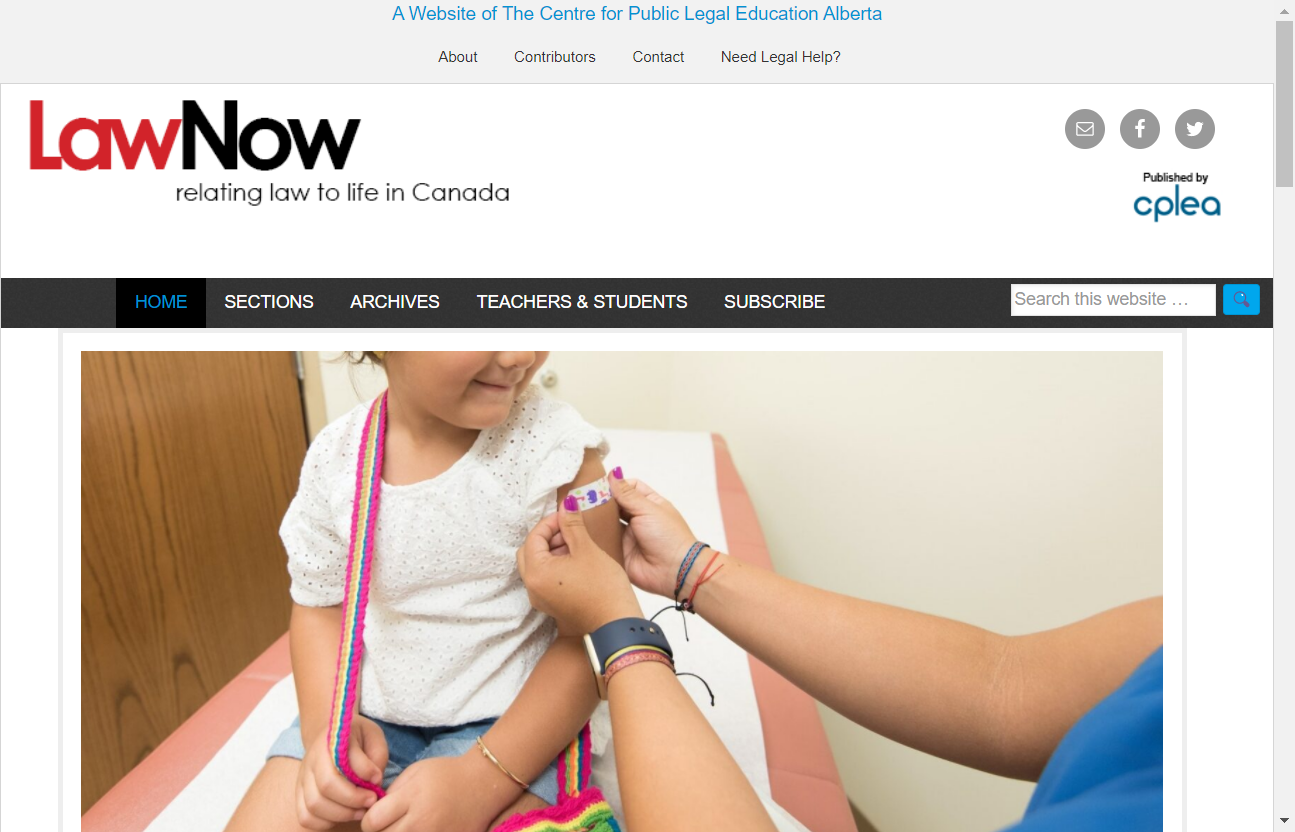 A Website of The Centre for Public Legal Education Alberta
About Contributors Contact Need Legal Help?
LawNow
relating law to life in Canada
Published by
cplea
HOME SECTIONS ARCHIVES TEACHERS & STUDENTS SUBSCRIBE Search this website …